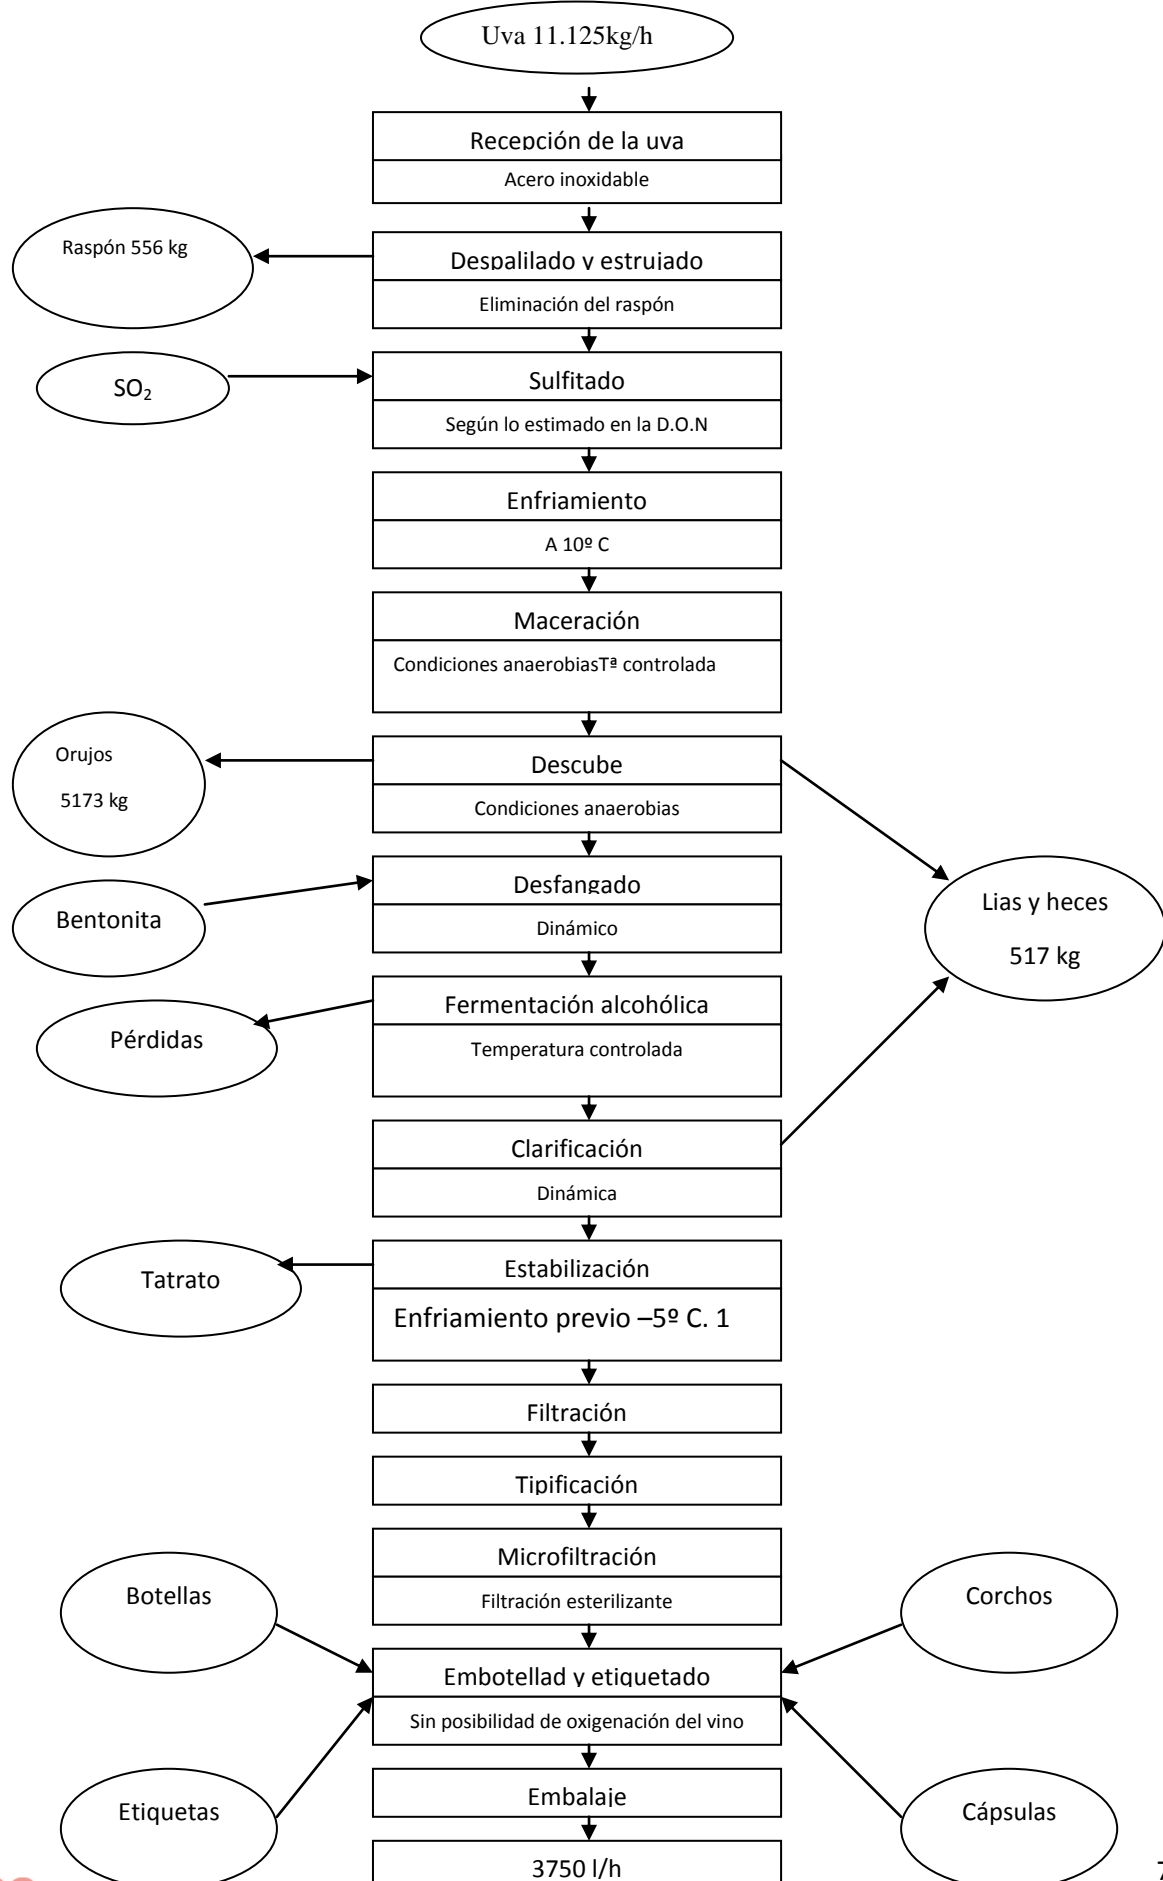 Uva 11.125kg/h
Recepción de la uva
Acero inoxidable
Raspón 556 kg
Despalilado y estrujado
Eliminación del raspón
SO₂
Sulfitado
Según lo estimado en la D.O.N
Enfriamiento
A 10º C
Maceración
Condiciones anaerobiasTª controlada
Orujos
5173 kg
Descube
Condiciones anaerobias
Bentonita
Desfangado
Dinámico
Lias y heces
517 kg
Pérdidas
Fermentación alcohólica
Temperatura controlada
Clarificación
Dinámica
Tatrato
Estabilización
Enfriamiento previo –5º C. 1
Filtración
Tipificación
Microfiltración
Filtración esterilizante
Botellas
Corchos
Embotellad y etiquetado
Sin posibilidad de oxigenación del vino
Etiquetas
Embalaje
Cápsulas
3750 l/h
7